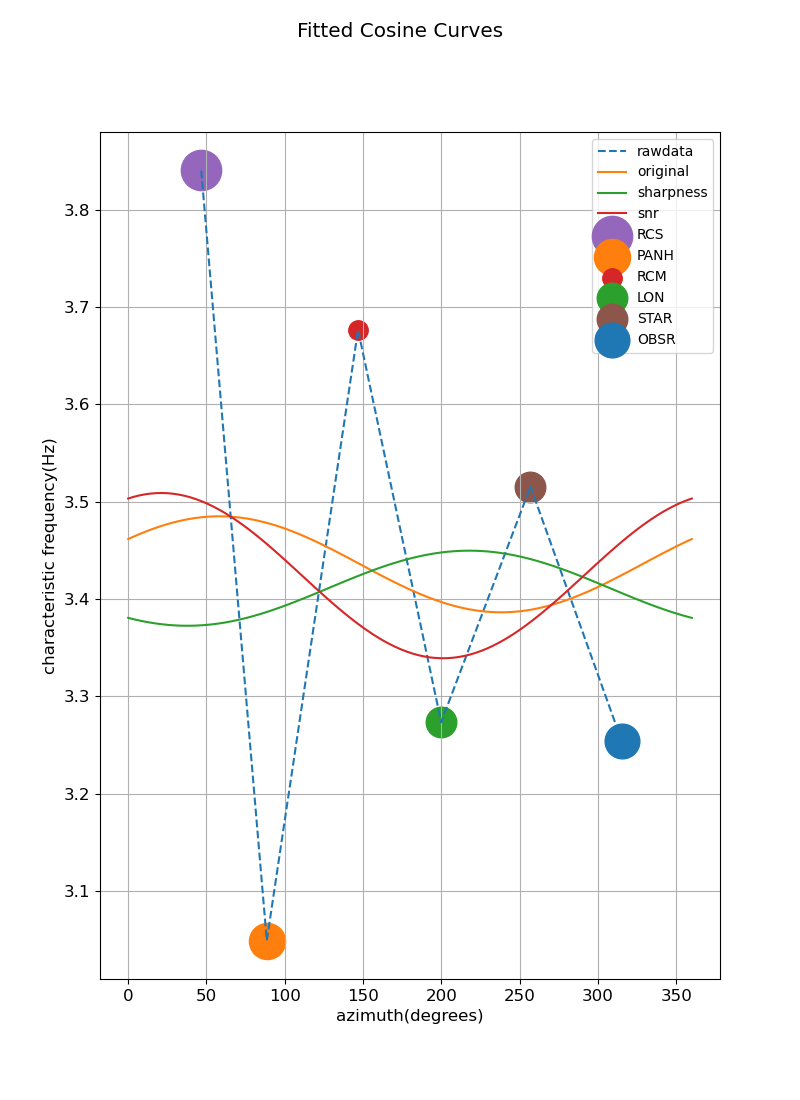 Fitted Cosine Curves
rawdata
original
sharpness
snr
RCS
PANH
RCM
LON
STAR
OBSR
characteristic frequency(Hz)
3.8
3.7
3.6
3.5
3.4
3.3
3.2
3.1
0 50 100 150 200 250 300 350
azimuth(degrees)